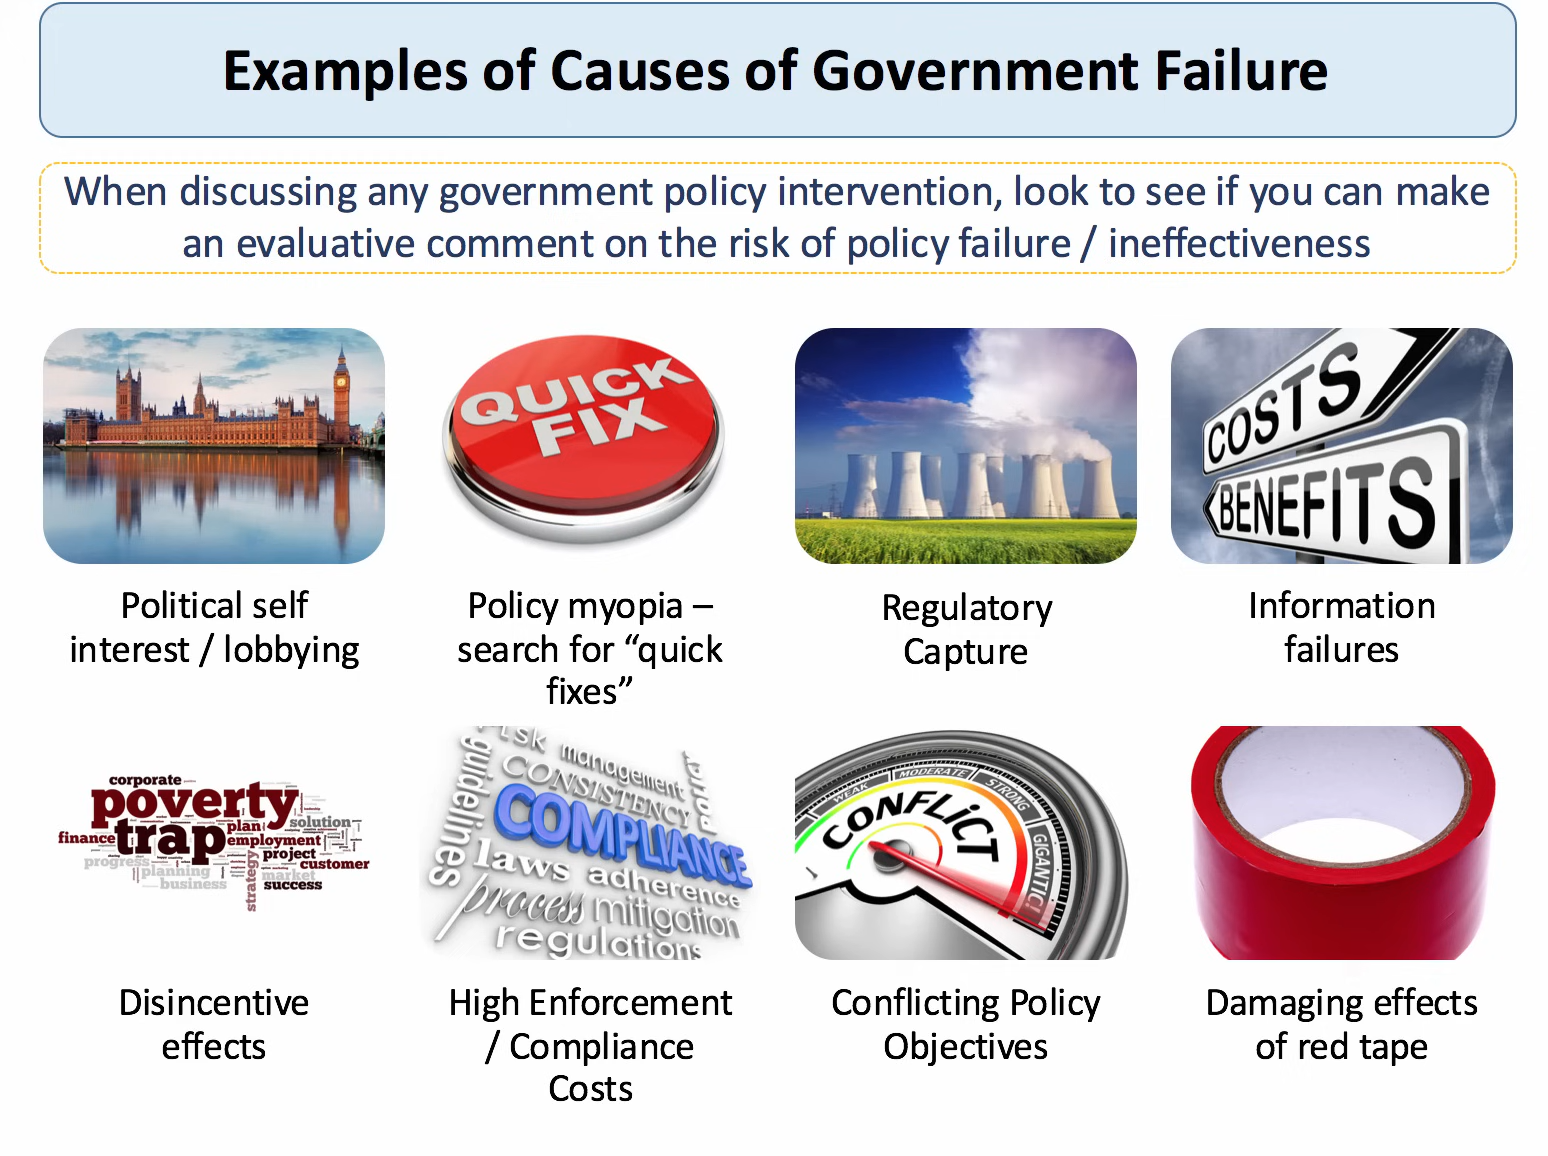 Examples of Causes of Government Failure
When discussing any government policy intervention, look to see if you can make
an evaluative comment on the risk of policy failure / ineffectiveness
QUICK
FIX
COSTS
BENEFITS
Political self
interest / lobbying
Policy myopia –
search for “quick
fixes”
Regulatory
Capture
Information
failures
corporate
poverty
trap
solution
finance
plan
employment
project
progress
customer
planning
market
business
success
strategy
risk management
policy
guidelines
CONSISTENCY
COMPLIANCE
laws adherence
process mitigation
regulations
WEAK
MODERATE
STRONG
GIGANTIC!
CONFLiCT
Disincentive
effects
High Enforcement
/ Compliance
Costs
Conflicting Policy
Objectives
Damaging effects
of red tape